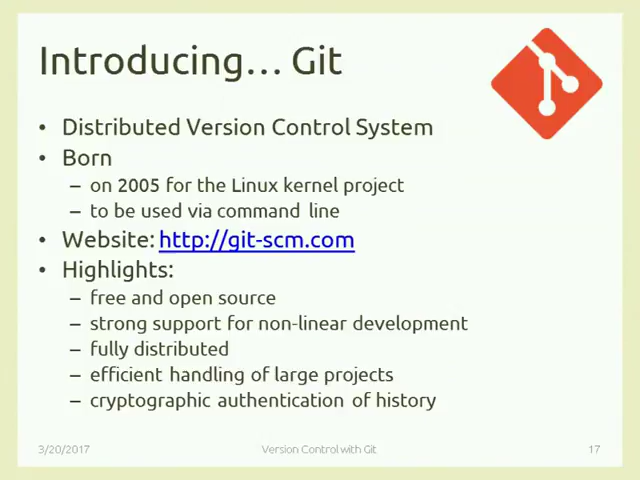 Introducing... Git
• Distributed Version Control System
• Born
– on 2005 for the Linux kernel project
– to be used via command line
• Website: http://git-scm.com
• Highlights:
– free and open source
– strong support for non-linear development
– fully distributed
– efficient handling of large projects
– cryptographic authentication of history
3/20/2017 Version Control with Git 17